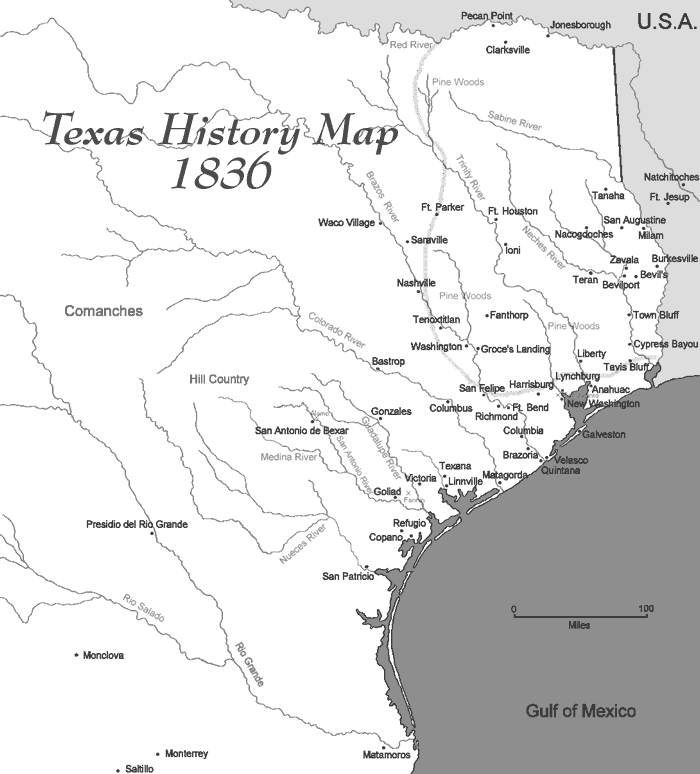 Pecan Point
Jonesborough
U.S.A.
Red River
Clarksville
Pine Woods
Texas History Map
1836
Sabine River
Trinity River
Natchitoches
Brazos River
Tanaha
Ft. Jesup
Ft. Parker
Ft. Houston
San Augustine
Waco Village
Nacogdoches
Milam
Saraville
Ioni
Neches River
Zavala
Burkesville
Teran
Bevil's
Bevilport
Nashville
Pine Woods
Comanches
Colorado River
Tenoxtitlan
Fanthorp
Pine Woods
Town Bluff
Washington
Groce's Landing
Cypress Bayou
Bastrop
Liberty
Tavis Bluff
Hill Country
San Felipe
Harrisburg
Lynchburg
Anahuac
New Washington
Columbus
Richmond
Ft. Bend
Alamo
Gonzales
San Antonio de Bexar
Columbia
Galveston
Guadalupe River
San Antonio River
Medina River
Brazoria
Velasco
Quintana
Texana
Victoria
Linnville
Matagorda
Goliad
Fannin
Presidio del Rio Grande
Refugio
Copano
Nueces River
San Patricio
Rio Salado
0 100
Miles
Monclova
Rio Grande
Gulf of Mexico
Monterrey
Matamoros
Saltillo